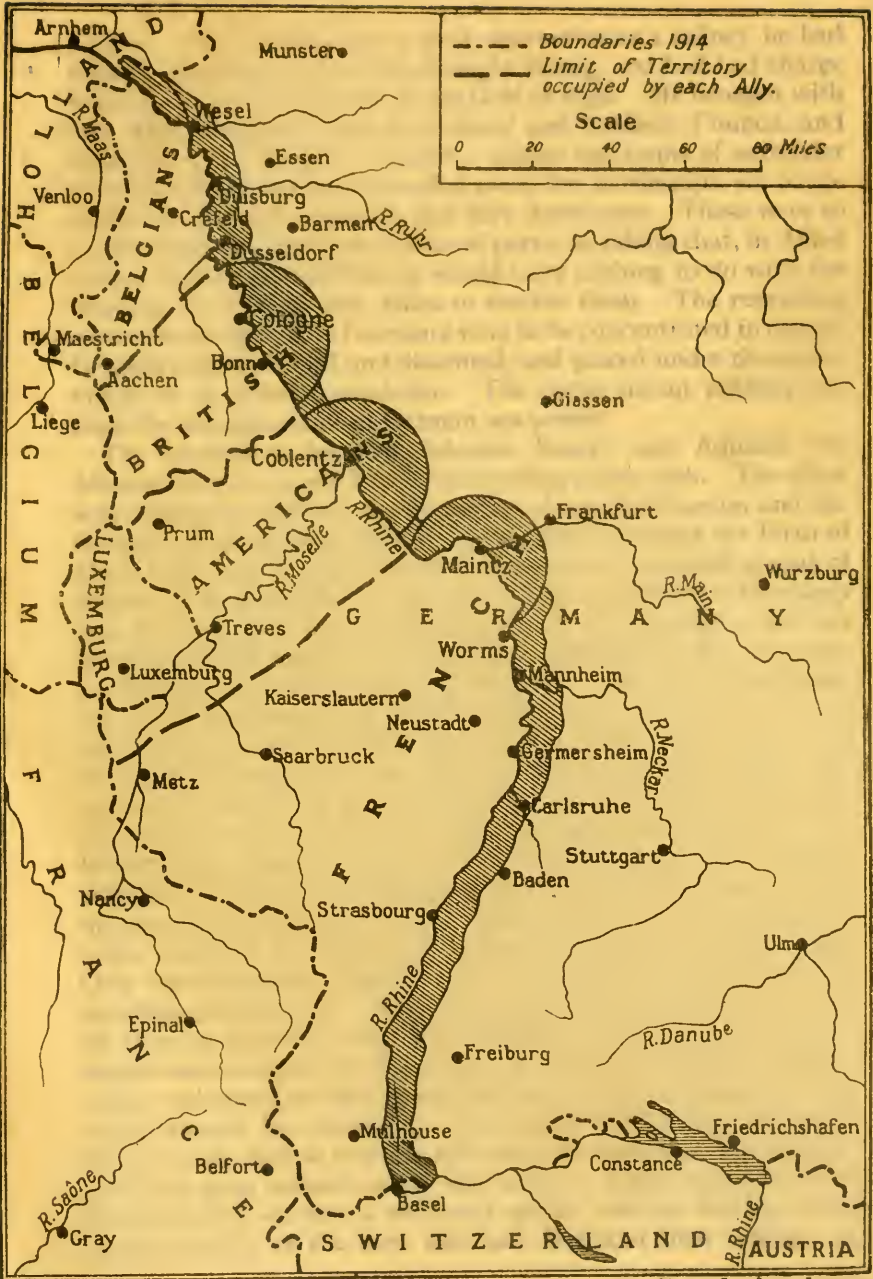 Boundaries 1914
Limit of Territory
occupied by each Ally.
Scale
0 20 40 60 80 Miles
Arnhem
HOLLAND
Munster
Wesel
R. Maas
Essen
Duisburg
Venloo
Crefeld
Barmen
R. Ruhr
BELGIANS
Dusseldorf
Cologne
Maestricht
Aachen
Bonn
BRITISH
Liege
Giessen
BELGIUM
Coblentz
AMERICANS
Prum
R. Rhine
R. Moselle
Frankfurt
Maintz
R. Main
Wurzburg
LUXEMBURG
GERMANY
Treves
Worms
Luxemburg
Mannheim
Kaiserslautern
Neustadt
R. Neckar
FRENCH
Saarbruck
Germersheim
Metz
Carlsruhe
Stuttgart
Baden
Nancy
Strasbourg
FRANCE
Ulm
R. Rhine
Epinal
R. Danube
Freiburg
Mulhouse
Friedrichshafen
Belfort
Constance
R. Saône
Basel
R. Rhine
Gray
SWITZERLAND
AUSTRIA